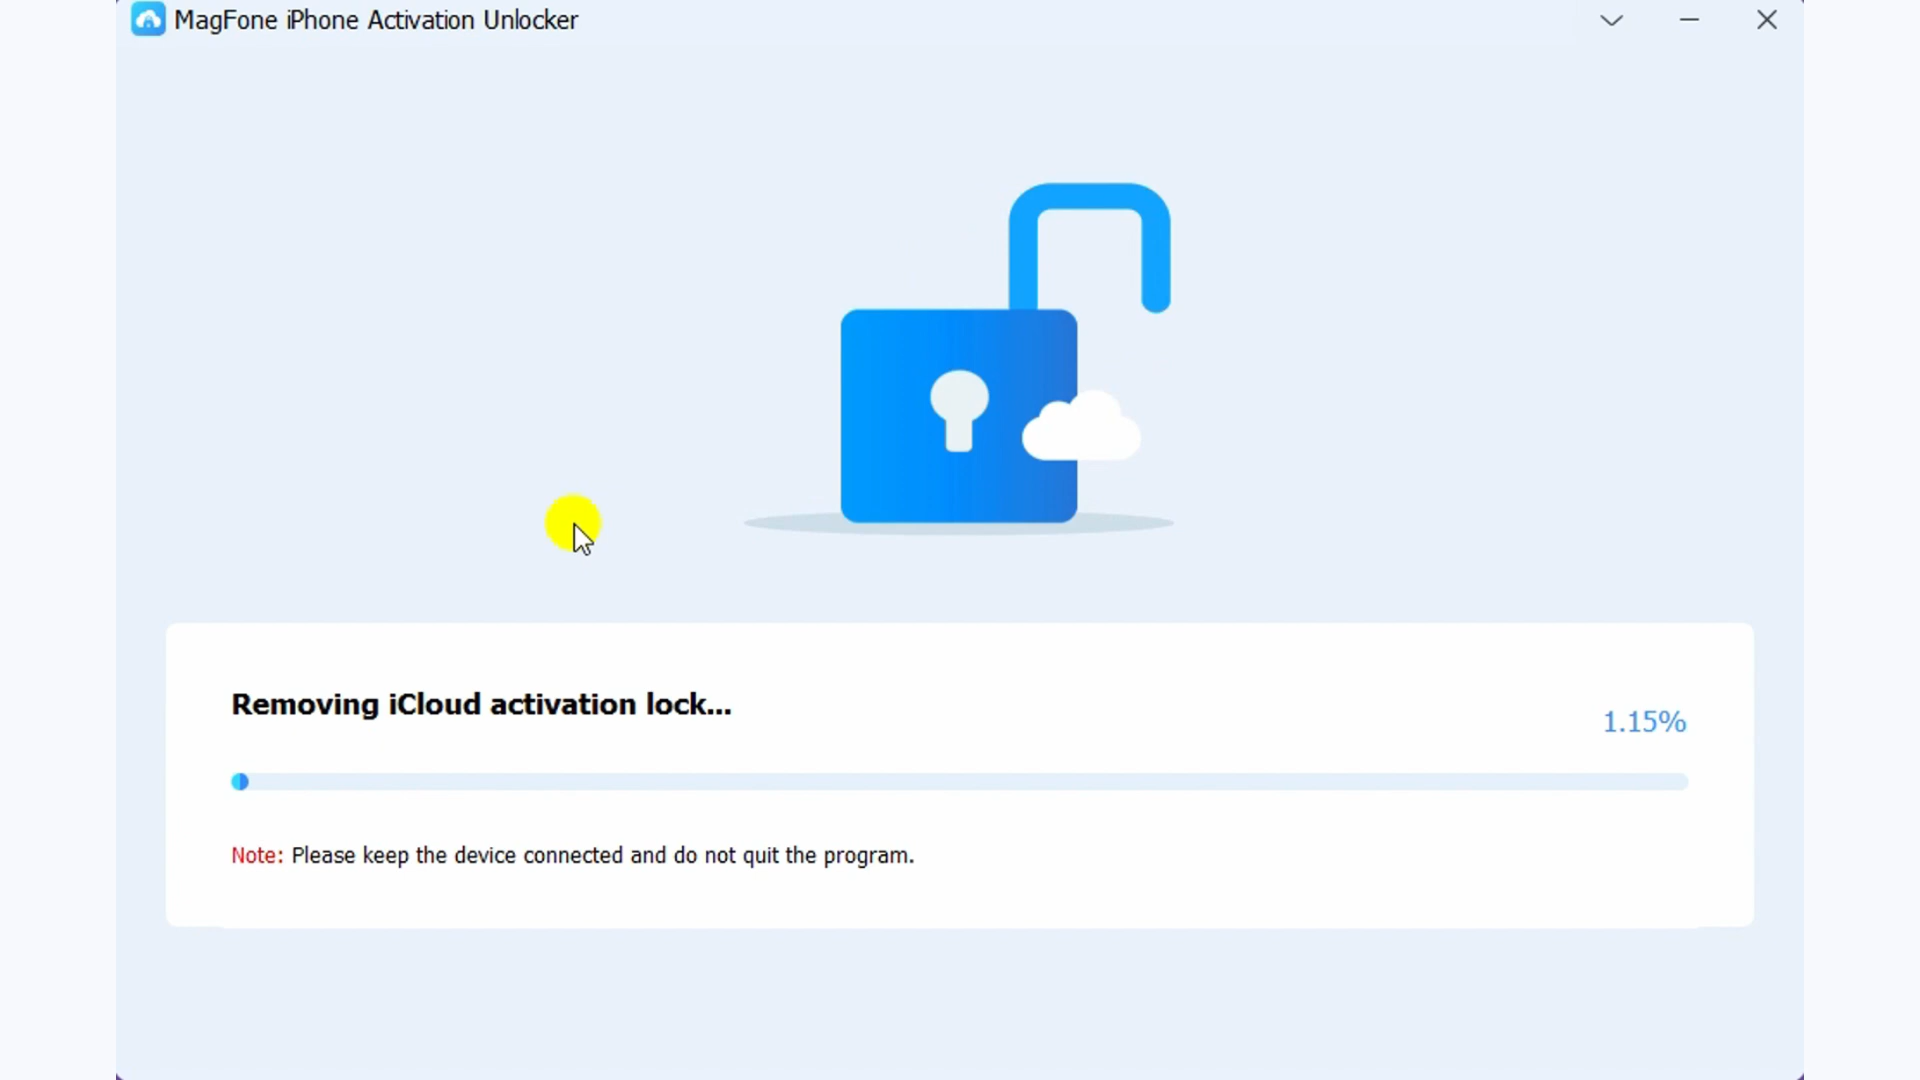 MagFone iPhone Activation Unlocker
Removing iCloud activation lock...
1.15%
Note: Please keep the device connected and do not quit the program.